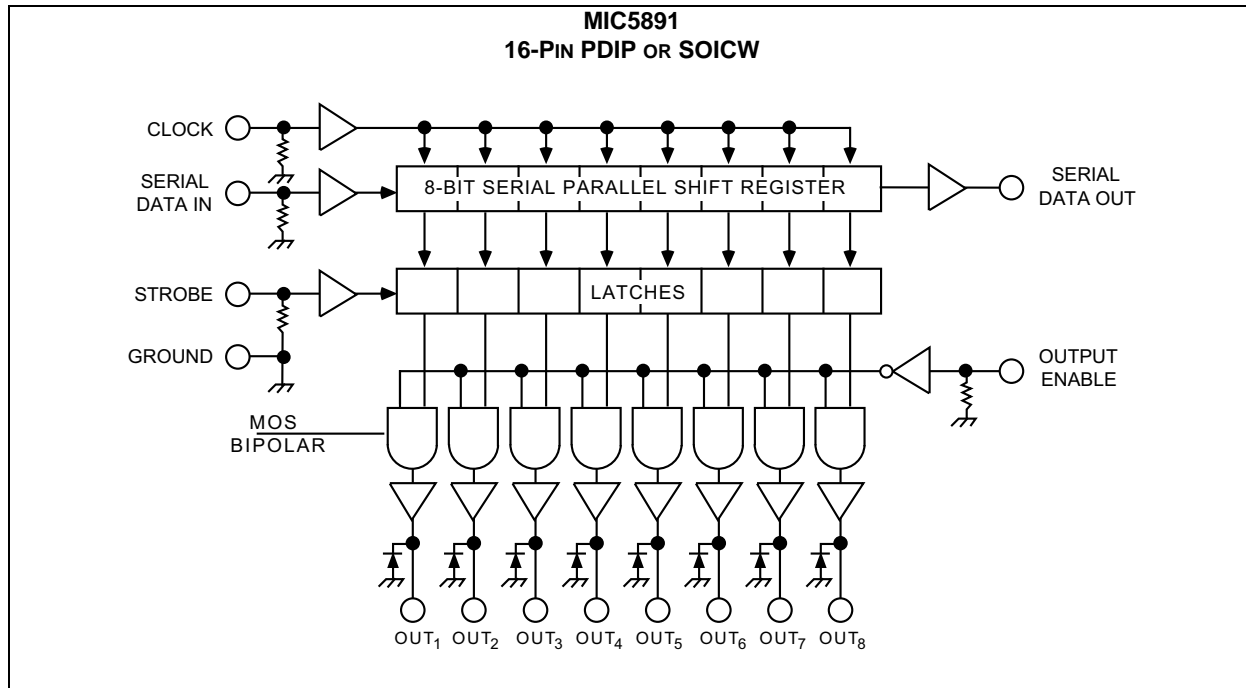 MIC5891
16-PIN PDIP OR SOICW
CLOCK
SERIAL
DATA IN
8-BIT SERIAL PARALLEL SHIFT REGISTER
SERIAL
DATA OUT
STROBE
LATCHES
GROUND
OUTPUT
ENABLE
MOS
BIPOLAR
OUT1 OUT2 OUT3 OUT4 OUT5 OUT6 OUT7 OUT8